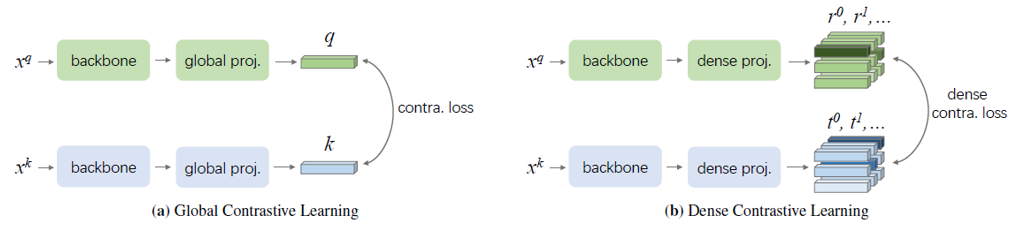 x^q backbone global proj. q
contra. loss
x^k backbone global proj. k
(a) Global Contrastive Learning
x^q backbone dense proj. r^0, r^1,...
dense
contra. loss
x^k backbone dense proj. t^0, t^1,...
(b) Dense Contrastive Learning